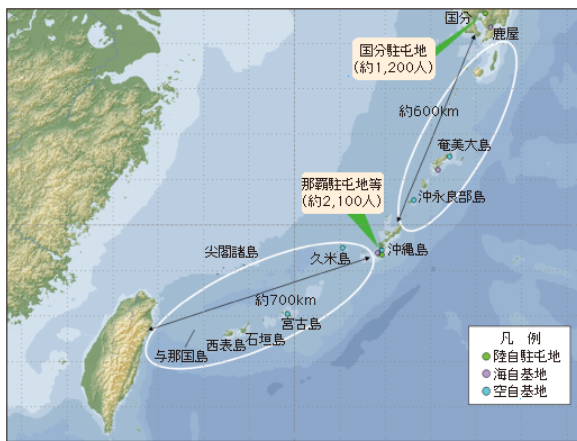 国分
鹿屋
国分駐屯地
(約1,200人)
約600km
奄美大島
那覇駐屯地等
(約2,100人)
沖永良部島
尖閣諸島
久米島
沖縄島
約700km
宮古島
石垣島
西表島
与那国島
凡 例
陸自駐屯地
海自基地
空自基地